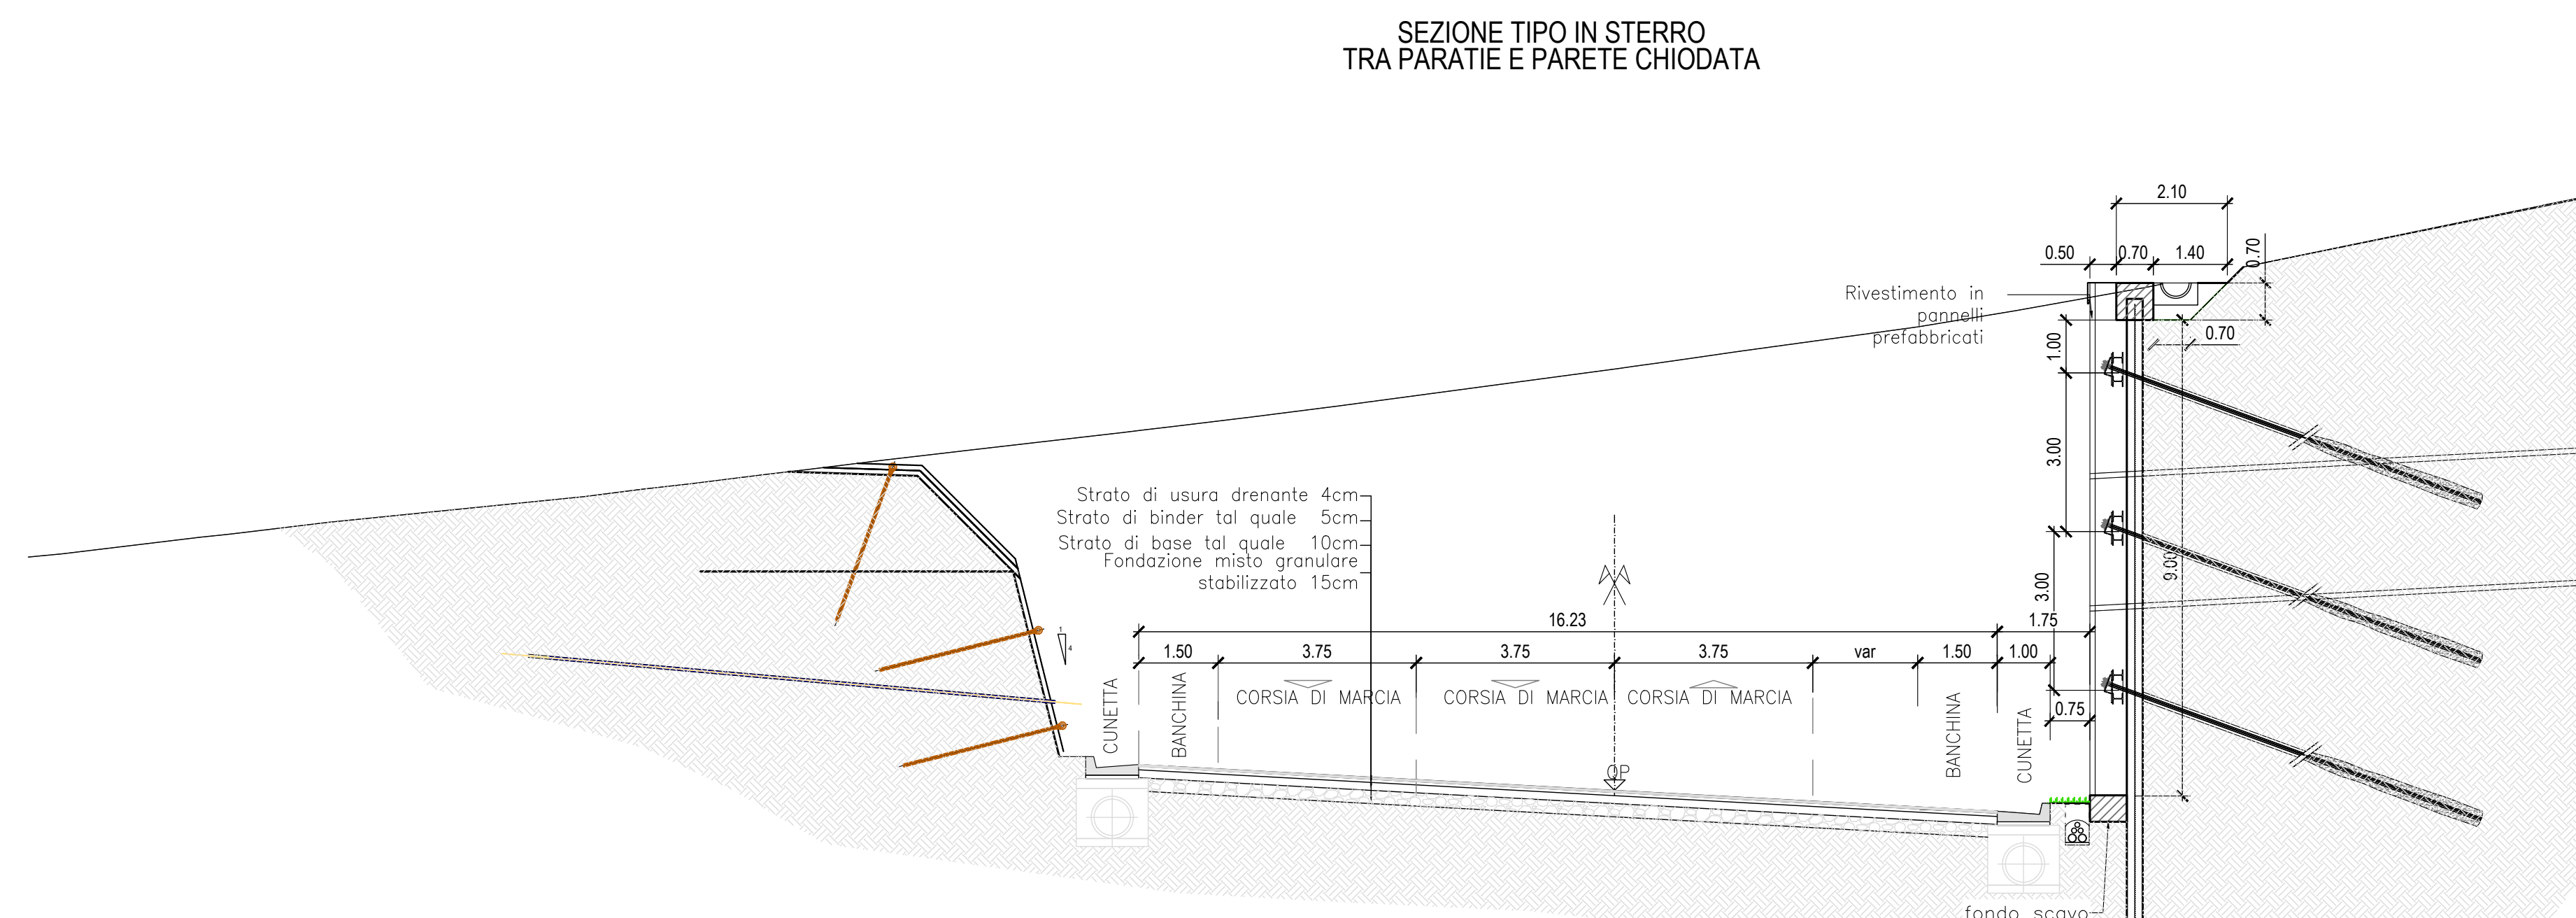 SEZIONE TIPO IN STERRO
TRA PARATIE E PARETE CHIODATA
2.10
0.50
0.70
1.40
0.70
Rivestimento in
pannelli
prefabbricati
0.70
1.00
3.00
9.00
3.00
Strato di usura drenante 4cm
Strato di binder tal quale 5cm
Strato di base tal quale 10cm
Fondazione misto granulare
stabilizzato 15cm
1
4
16.23
1.75
1.50
3.75
3.75
3.75
var
1.50
1.00
CUNETTA
BANCHINA
CORSIA DI MARCIA
CORSIA DI MARCIA
CORSIA DI MARCIA
BANCHINA
CUNETTA
0.75
QP
fondo scavo